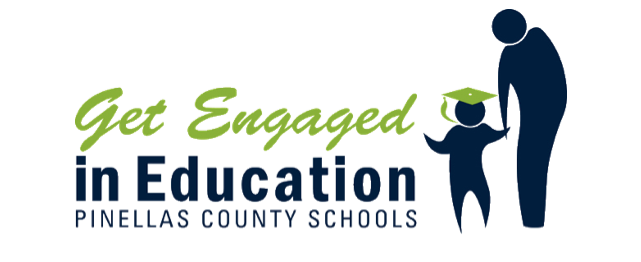 Get Engaged
in Education
PINELLAS COUNTY SCHOOLS